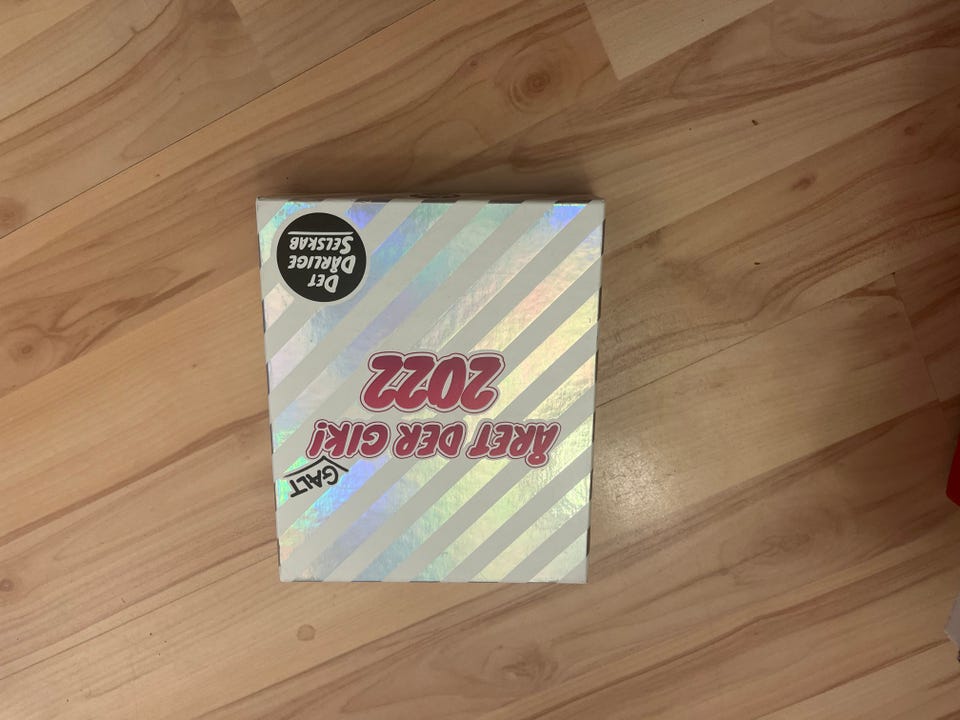 GALT
ÅRET DER GIK!
2022
DET
DÅRLIGE
SELSKAB